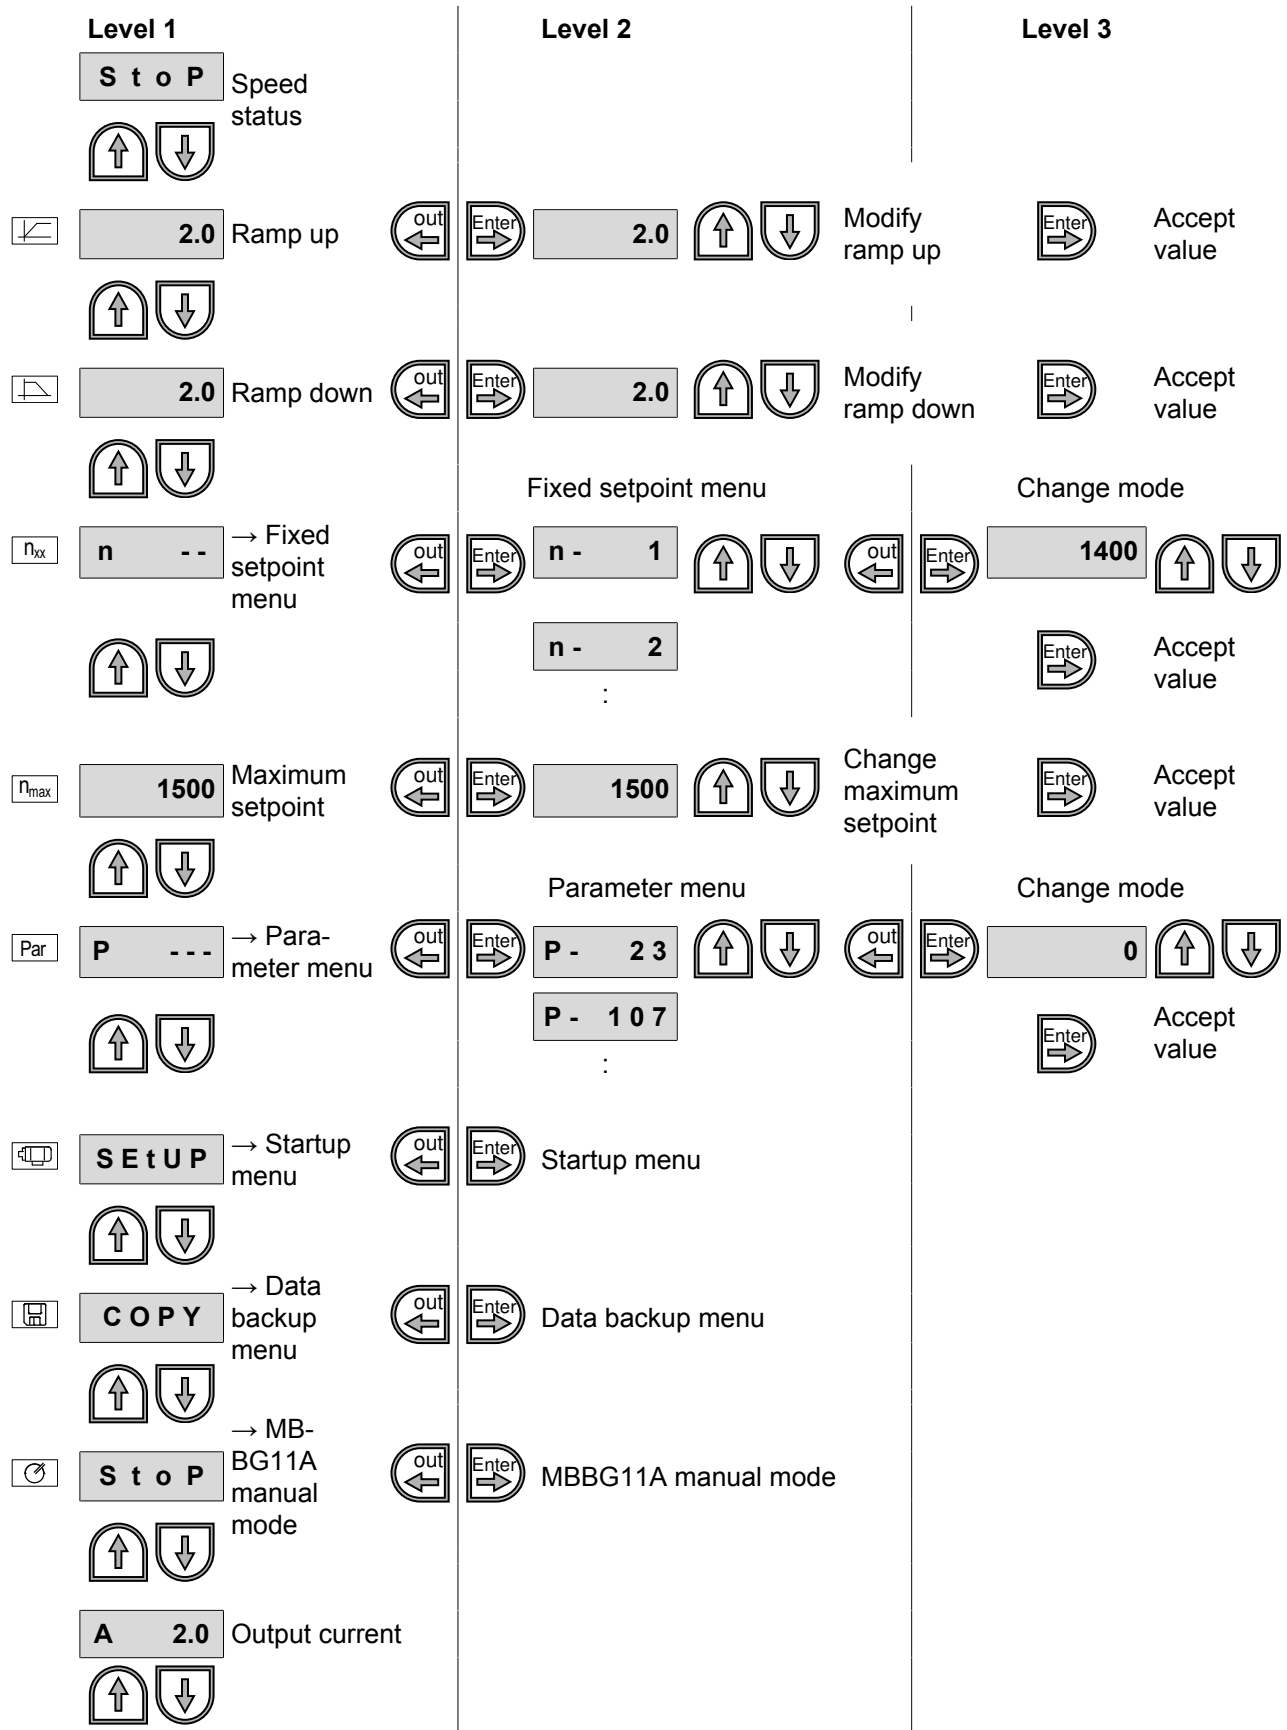 Level 1 Level 2 Level 3
S t o P Speed
status
2.0 Ramp up out Enter 2.0 Modify
ramp up Enter Accept
value
2.0 Ramp down out Enter 2.0 Modify
ramp down Enter Accept
value
Fixed setpoint menu Change mode
nxx n -- → Fixed
setpoint
menu out Enter n - 1 out Enter 1400
n - 2 Enter Accept
value
:
nmax 1500 Maximum
setpoint out Enter 1500 Change
maximum
setpoint Enter Accept
value
Parameter menu Change mode
Par P --- → Para-
meter menu out Enter P - 2 3 out Enter 0
P - 1 0 7 Enter Accept
value
:
S E t U P → Startup
menu out Enter Startup menu
C O P Y → Data
backup
menu out Enter Data backup menu
S t o P → MB-
BG11A
manual
mode out Enter MBBG11A manual mode
A 2.0 Output current